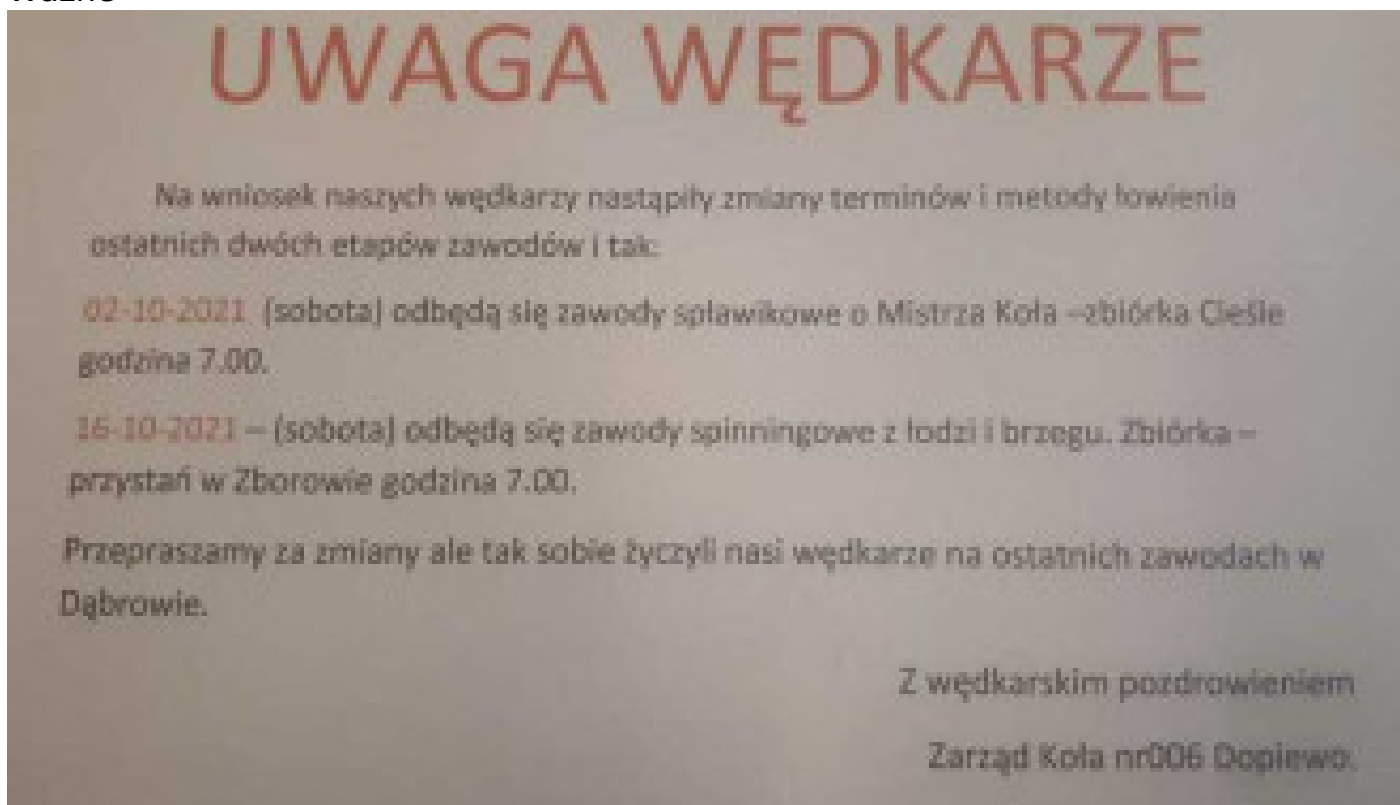 Ważne
UWAGA WĘDKARZE
Na wniosek naszych wędkarzy nastąpiły zmiany terminów i metody łowienia
ostatnich dwóch etapów zawodów i tak:
02-10-2021 (sobota) odbędą się zawody spławikowe o Mistrza Koła –zbiórka Cieśle
godzina 7.00.
16-10-2021 – (sobota) odbędą się zawody spinningowe z łodzi i brzegu. Zbiórka –
przystań w Zborowie godzina 7.00.
Przepraszamy za zmiany ale tak sobie życzyli nasi wędkarze na ostatnich zawodach w
Dąbrowie.
Z wędkarskim pozdrowieniem
Zarząd Koła nr006 Dopiewo.